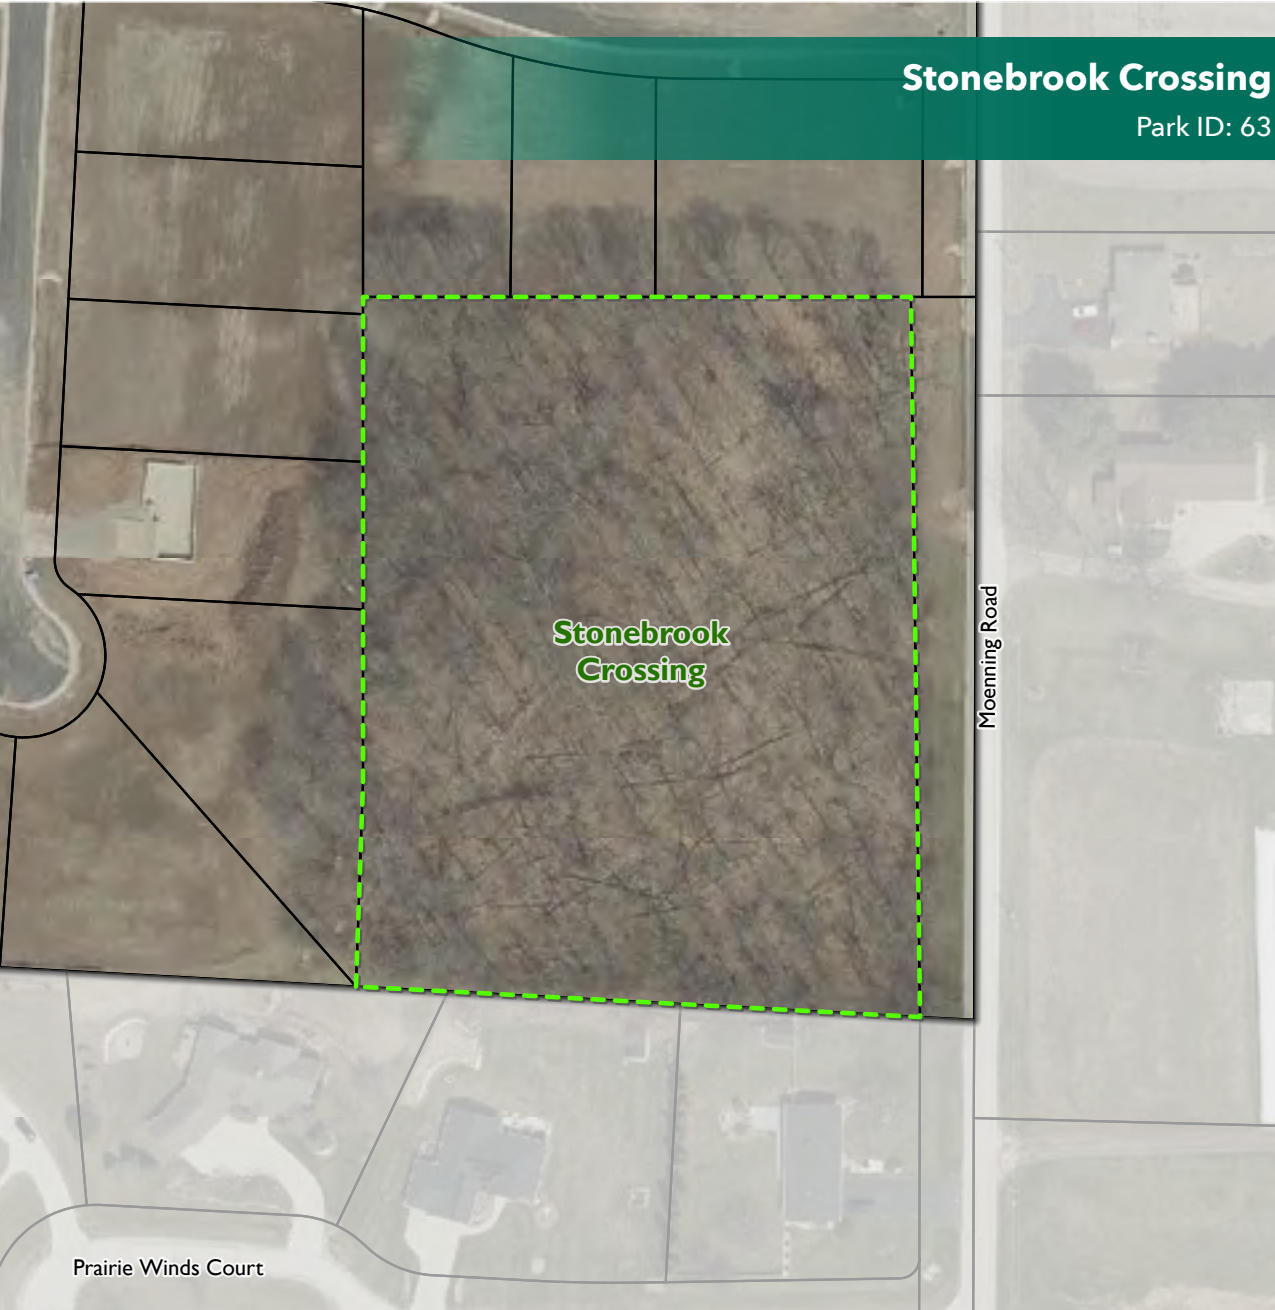 Stonebrook Crossing
Park ID: 63
Stonebrook
Crossing
Moenning Road
Prairie Winds Court